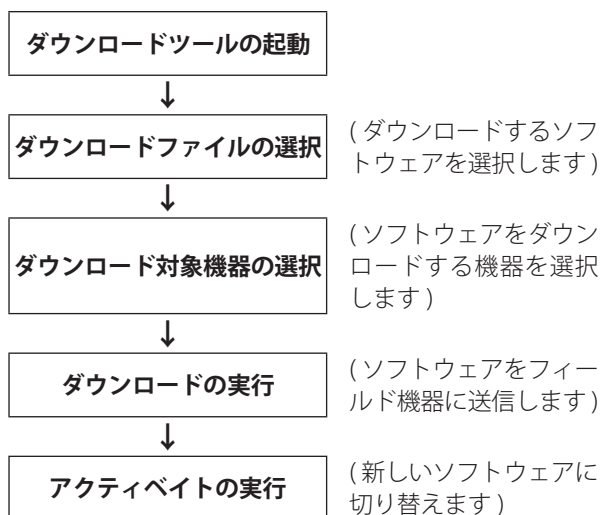 ダウンロードツールの起動
↓
ダウンロードファイルの選択
(ダウンロードするソフ
トウェアを選択します)
↓
ダウンロード対象機器の選択
(ソフトウェアをダウン
ロードする機器を選択
します)
↓
ダウンロードの実行
(ソフトウェアをフィー
ルド機器に送信します)
↓
アクティベイトの実行
(新しいソフトウェアに
切り替えます)